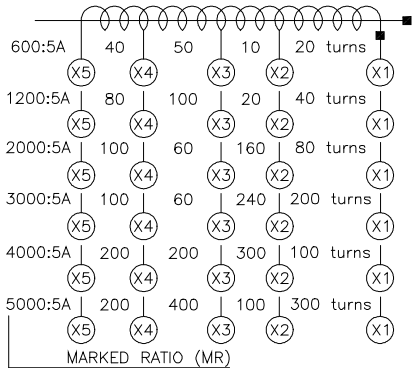 600:5A 40 50 10 20 turns
X5 X4 X3 X2 X1
1200:5A 80 100 20 40 turns
X5 X4 X3 X2 X1
2000:5A 100 60 160 80 turns
X5 X4 X3 X2 X1
3000:5A 100 60 240 200 turns
X5 X4 X3 X2 X1
4000:5A 200 200 300 100 turns
X5 X4 X3 X2 X1
5000:5A 200 400 100 300 turns
X5 X4 X3 X2 X1
MARKED RATIO (MR)